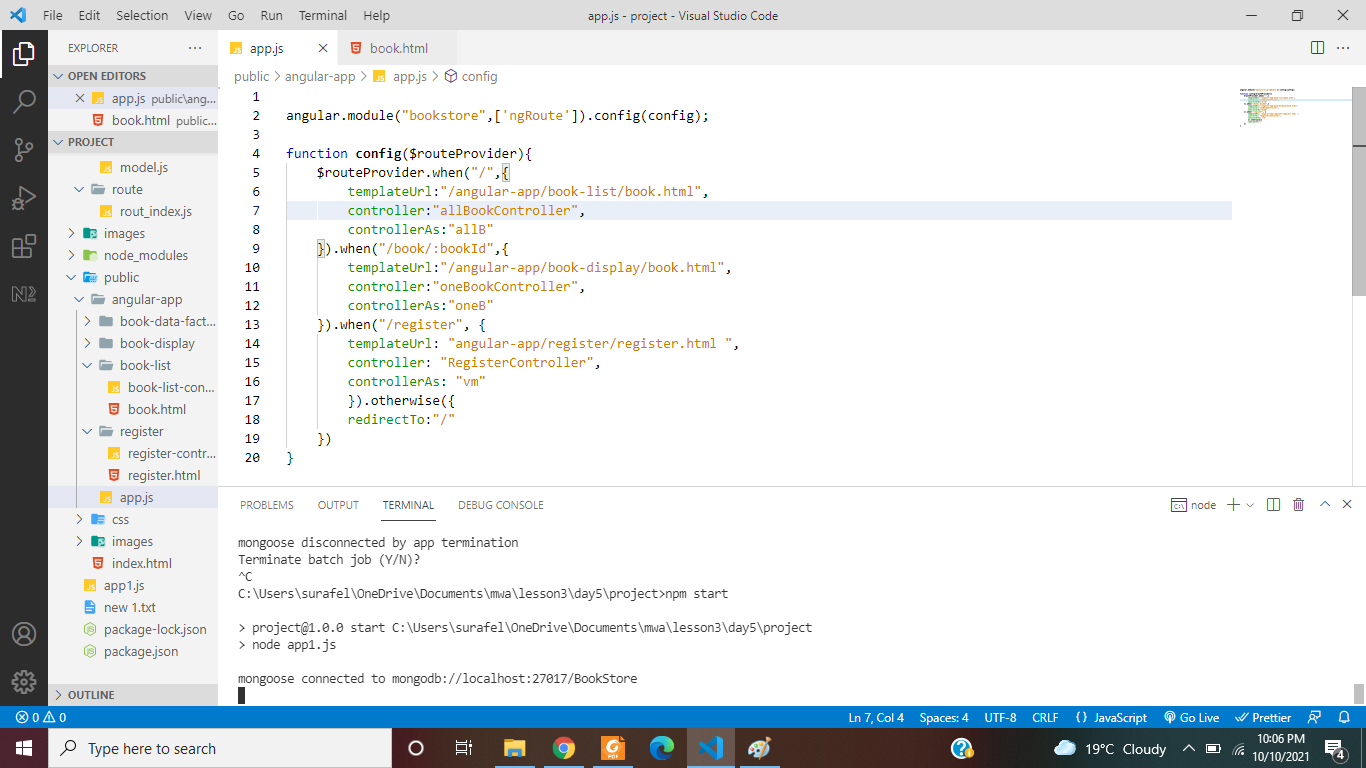 File Edit Selection View Go Run Terminal Help app.js - project - Visual Studio Code
EXPLORER
OPEN EDITORS
app.js public\ang...
book.html public...
PROJECT
model.js
route
rout_index.js
images
node_modules
public
angular-app
book-data-fact...
book-display
book-list
book-list-con...
book.html
register
register-contr...
register.html
app.js
css
images
index.html
app1.js
new 1.txt
package-lock.json
package.json
OUTLINE
app.js book.html
public > angular-app > app.js > config
1
2 angular.module("bookstore",['ngRoute']).config(config);
3
4 function config($routeProvider){
5 $routeProvider.when("/",{
6 templateUrl:"/angular-app/book-list/book.html",
7 controller:"allBookController",
8 controllerAs:"allB"
9 }).when("/book/:bookId",{
10 templateUrl:"/angular-app/book-display/book.html",
11 controller:"oneBookController",
12 controllerAs:"oneB"
13 }).when("/register", {
14 templateUrl: "angular-app/register/register.html ",
15 controller: "RegisterController",
16 controllerAs: "vm"
17 }).otherwise({
18 redirectTo:"/"
19 })
20 }
PROBLEMS OUTPUT TERMINAL DEBUG CONSOLE node
mongoose disconnected by app termination
Terminate batch job (Y/N)?
^C
C:\Users\surafel\OneDrive\Documents\mwa\lesson3\day5\project>npm start
> project@1.0.0 start C:\Users\surafel\OneDrive\Documents\mwa\lesson3\day5\project
> node app1.js
mongoose connected to mongodb://localhost:27017/BookStore
0 0 Ln 7, Col 4 Spaces: 4 UTF-8 CRLF {} JavaScript Go Live Prettier
Type here to search 19°C Cloudy 10:06 PM
10/10/2021 4